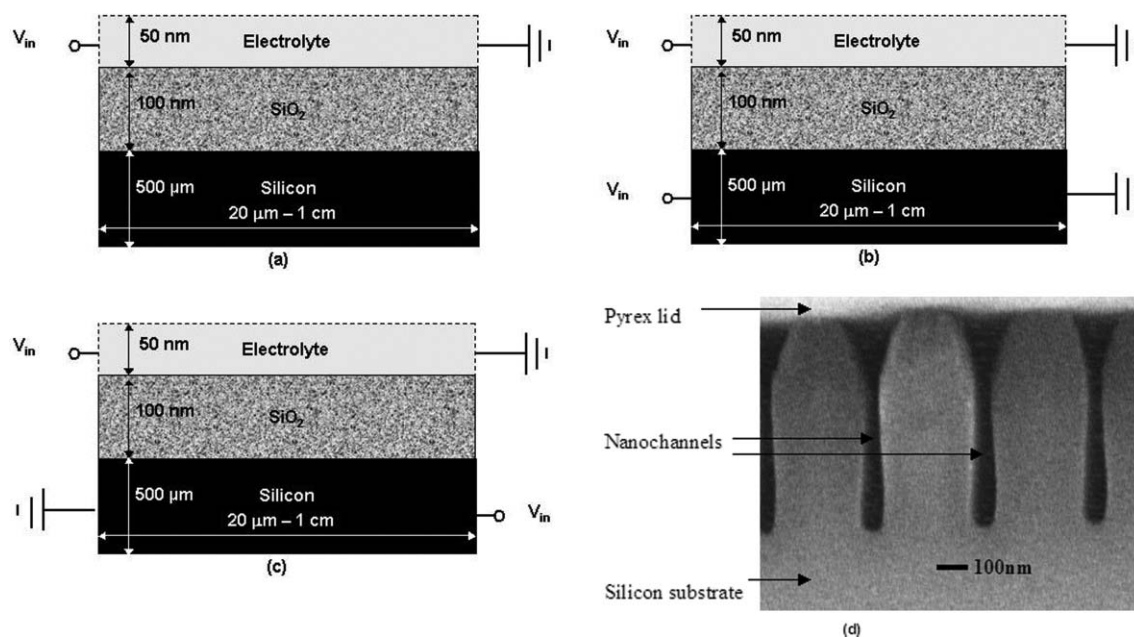 V_in
50 nm
Electrolyte
100 nm
SiO₂
500 µm
Silicon
20 µm – 1 cm
(a)
V_in
50 nm
Electrolyte
100 nm
SiO₂
V_in
500 µm
Silicon
20 µm – 1 cm
(b)
V_in
50 nm
Electrolyte
100 nm
SiO₂
500 µm
Silicon
V_in
20 µm – 1 cm
(c)
Pyrex lid
Nanochannels
100nm
Silicon substrate
(d)